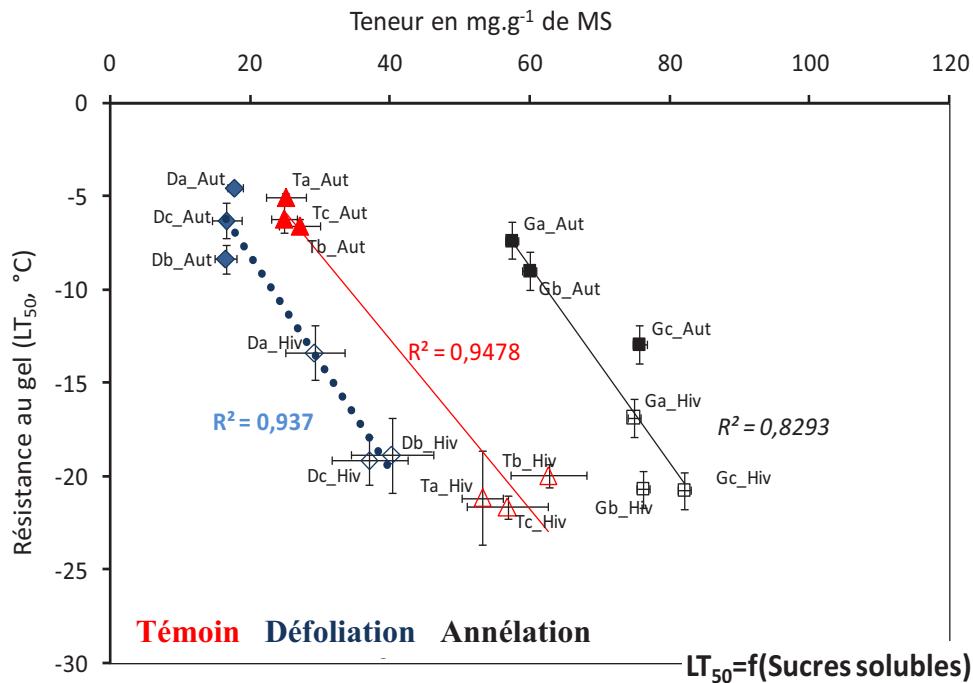 Teneur en mg.g⁻¹ de MS
0 20 40 60 80 100 120
0
-5
-10
-15
-20
-25
-30
Résistance au gel (LT₅₀, °C)
Da_Aut
Ta_Aut
Dc_Aut
Tc_Aut
Ga_Aut
Tb_Aut
Db_Aut
Gb_Aut
Da_Hiv
Gc_Aut
R² = 0,9478
Ga_Hiv
R² = 0,937
R² = 0,8293
Db_Hiv
Tb_Hiv
Dc_Hiv
Ta_Hiv
Gc_Hiv
Gb_Hiv
Tc_Hiv
Témoin Défoliation Annélation
LT₅₀=f(Sucres solubles)